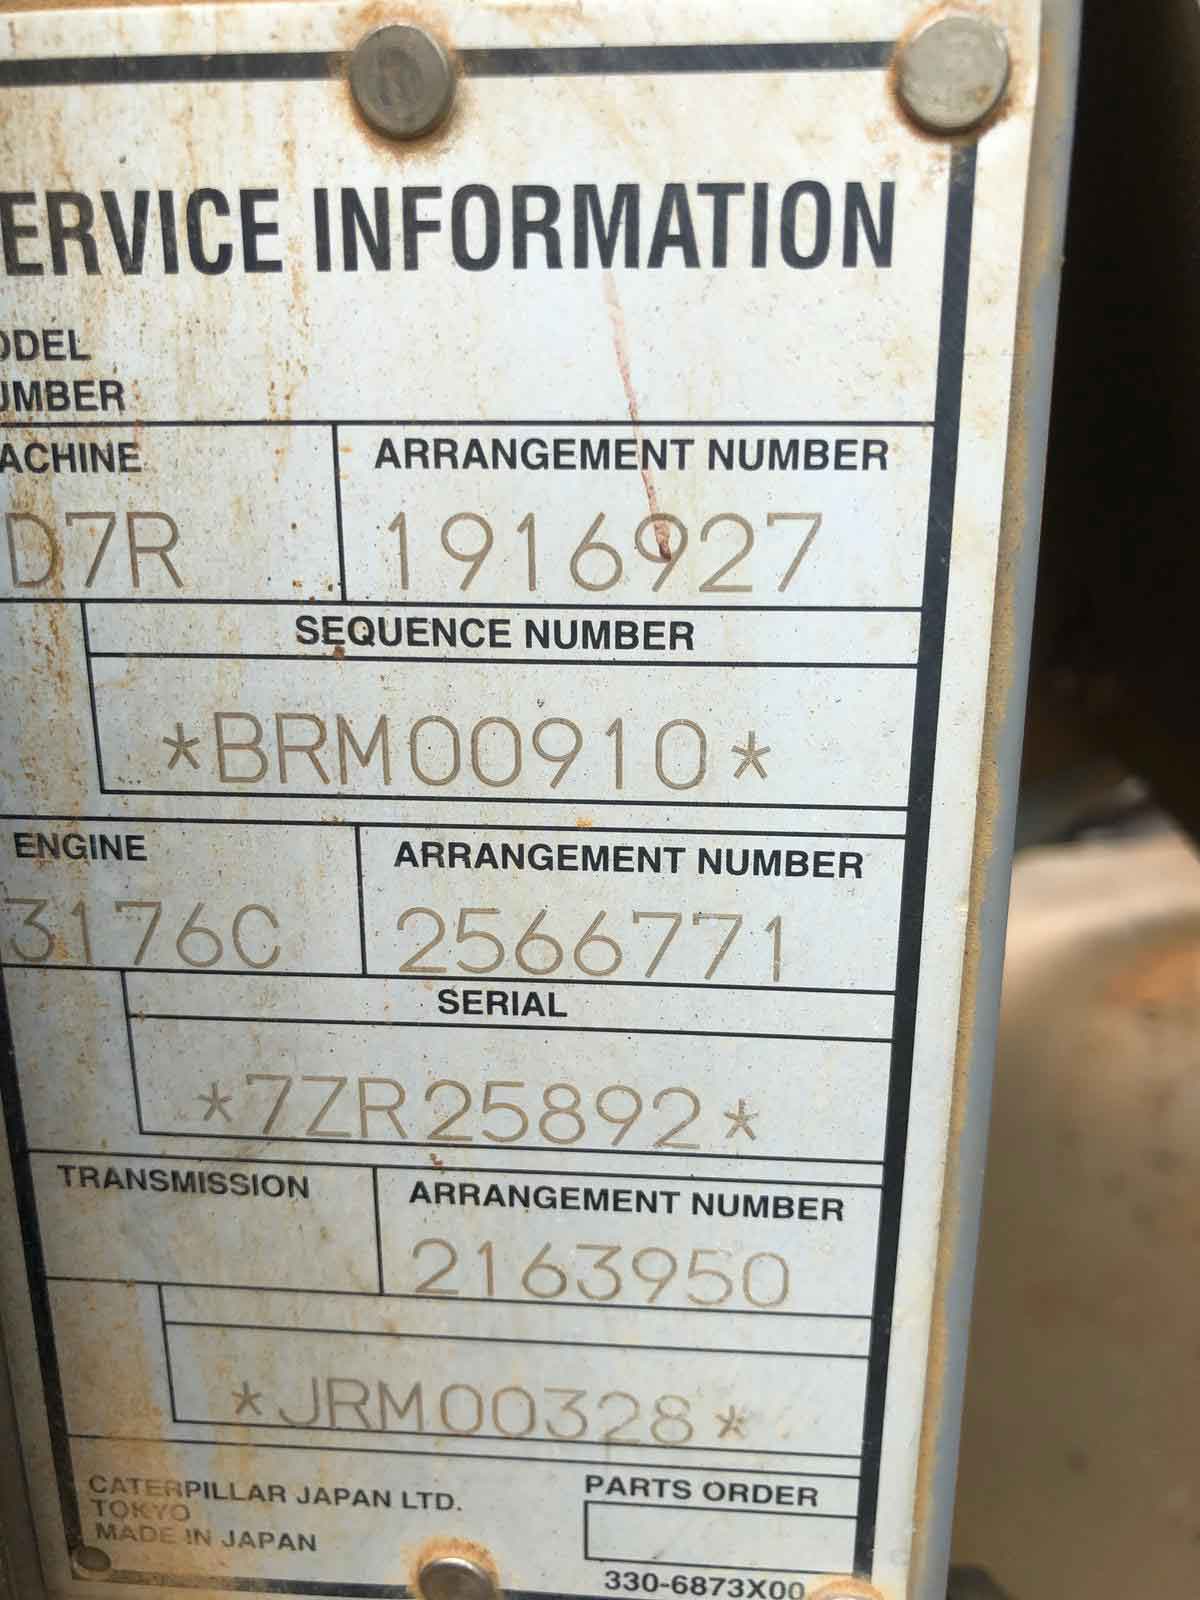 ERVICE INFORMATION
ODEL
UMBER
ACHINE ARRANGEMENT NUMBER
D7R 1916927
SEQUENCE NUMBER
*BRM00910*
ENGINE ARRANGEMENT NUMBER
3176C 2566771
SERIAL
*7ZR25892*
TRANSMISSION ARRANGEMENT NUMBER
2163950
*JRM00328*
CATERPILLAR JAPAN LTD. PARTS ORDER
TOKYO
MADE IN JAPAN
330-6873X00